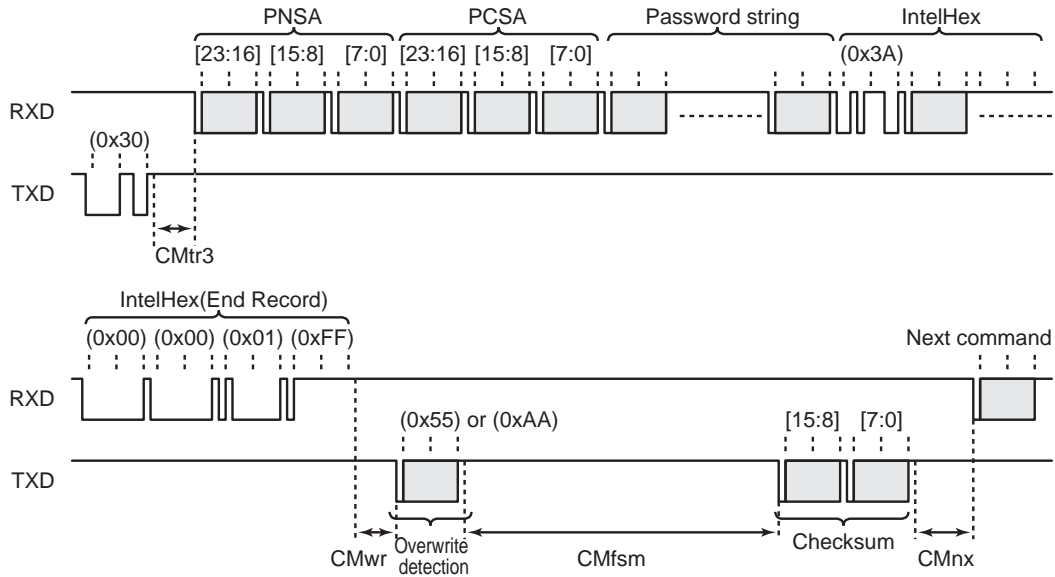 PNSA PCSA Password string IntelHex
[23:16] [15:8] [7:0] [23:16] [15:8] [7:0] (0x3A)
RXD
(0x30)
TXD
CMtr3
IntelHex(End Record)
(0x00) (0x00) (0x01) (0xFF) Next command
RXD
(0x55) or (0xAA) [15:8] [7:0]
TXD
CMwr Overwrite detection CMfsm Checksum CMnx